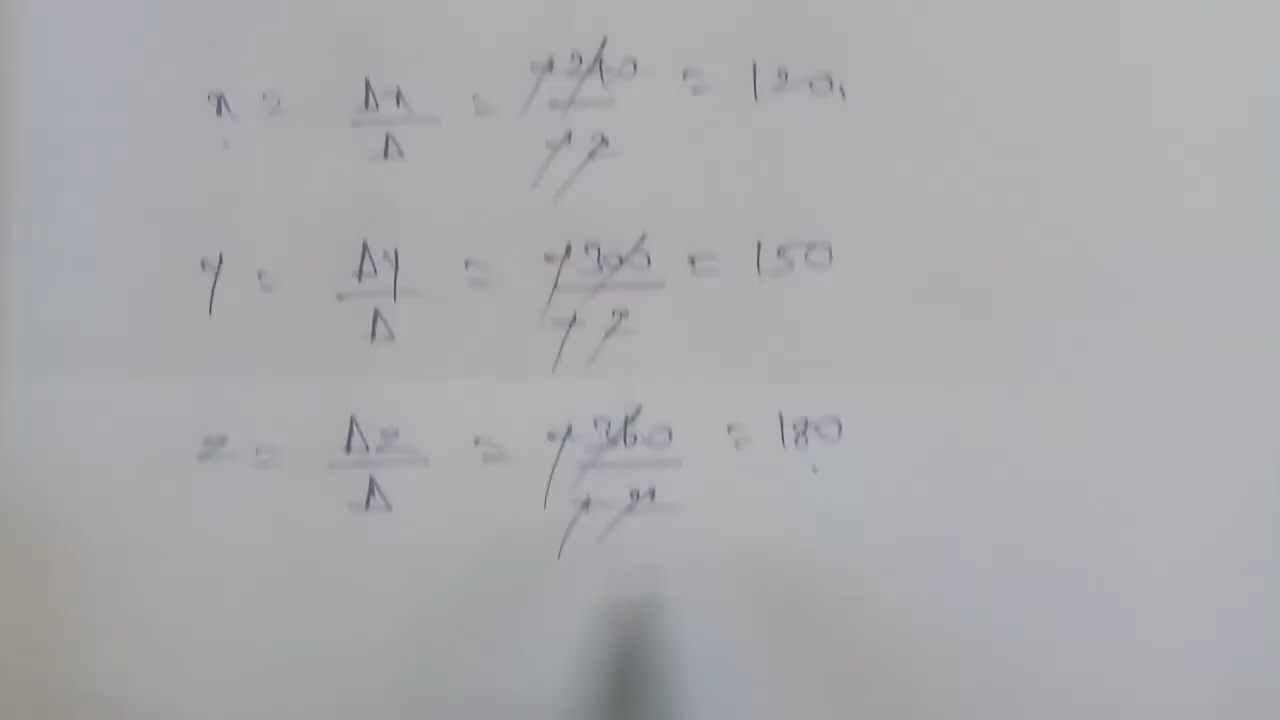 x = Δx/Δ = -240/-2 = 120,
y = Δy/Δ = -300/-2 = 150
z = Δz/Δ = -360/-2 = 180